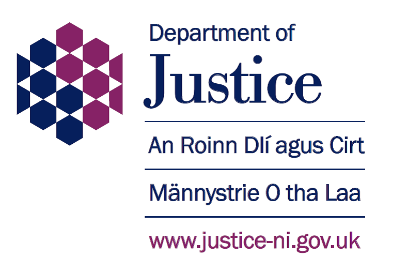 Department of
Justice
An Roinn Dlí agus Cirt
Männystrie O tha Laa
www.justice-ni.gov.uk